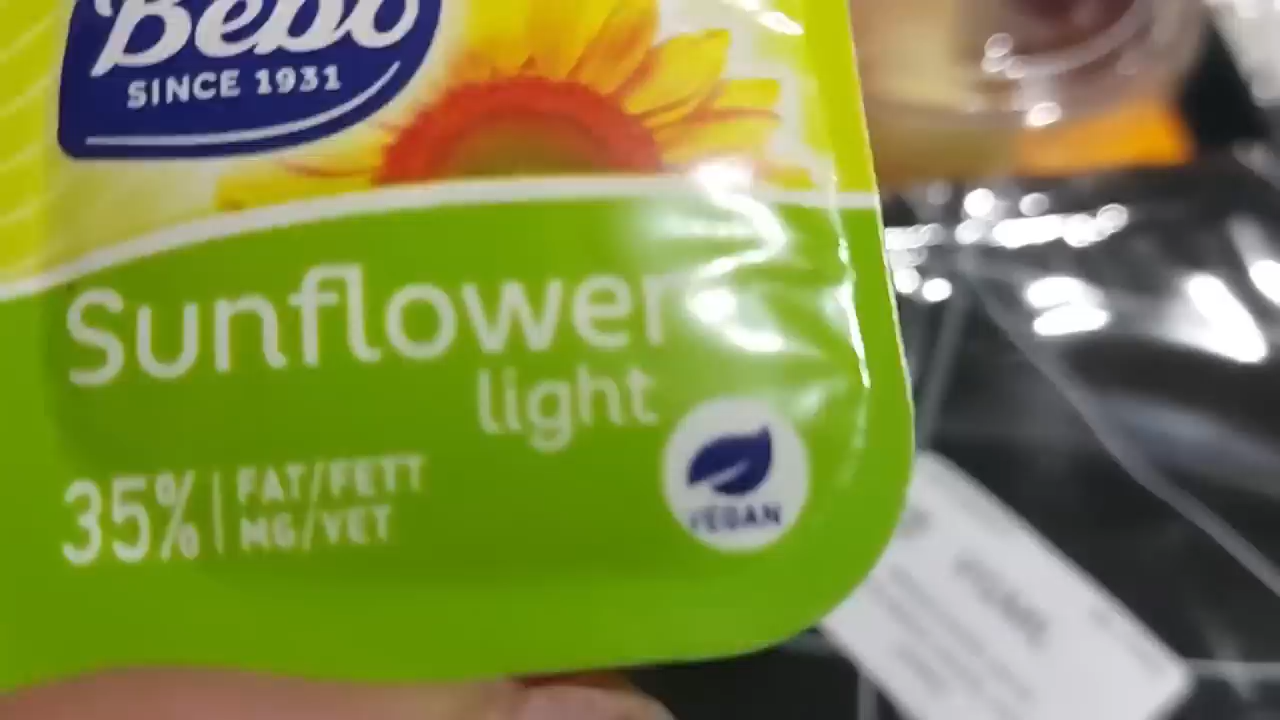 Bebo
SINCE 1931
Sunflower
light
35% FAT/FETT
MG/VET
VEGAN